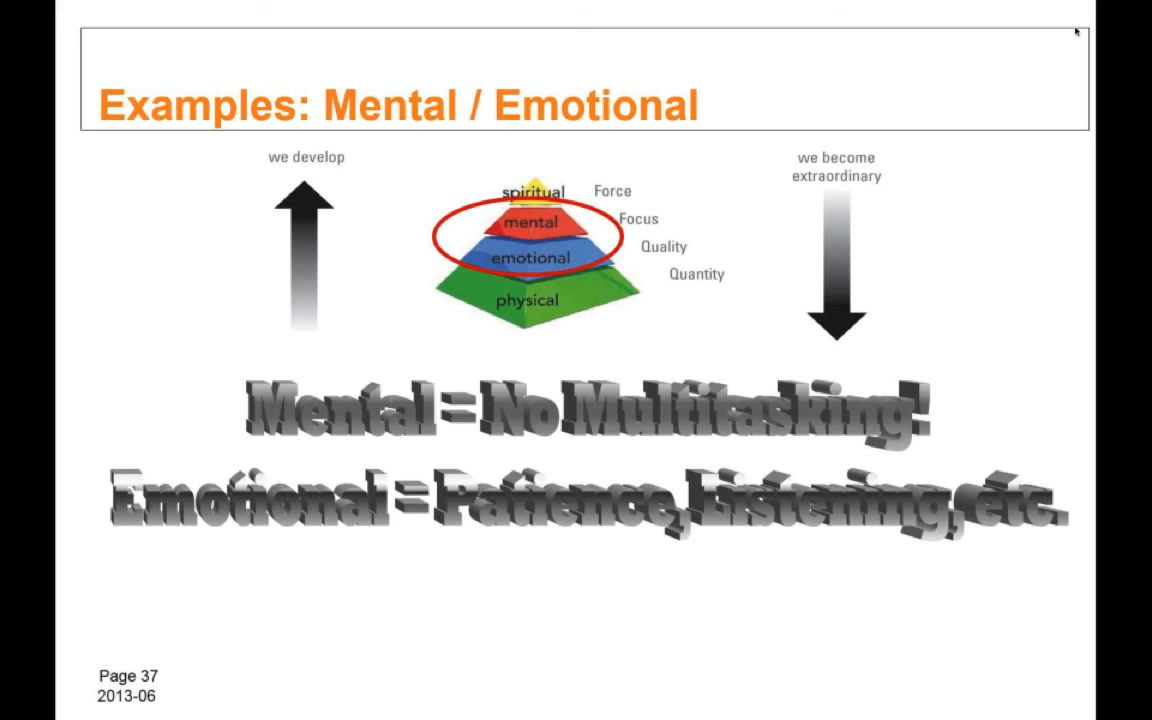 Examples: Mental / Emotional
we develop
we become
extraordinary
spiritual Force
mental Focus
emotional Quality
physical Quantity
Mental = No Multitasking!
Emotional = Patience, Listening, etc.
Page 37
2013-06